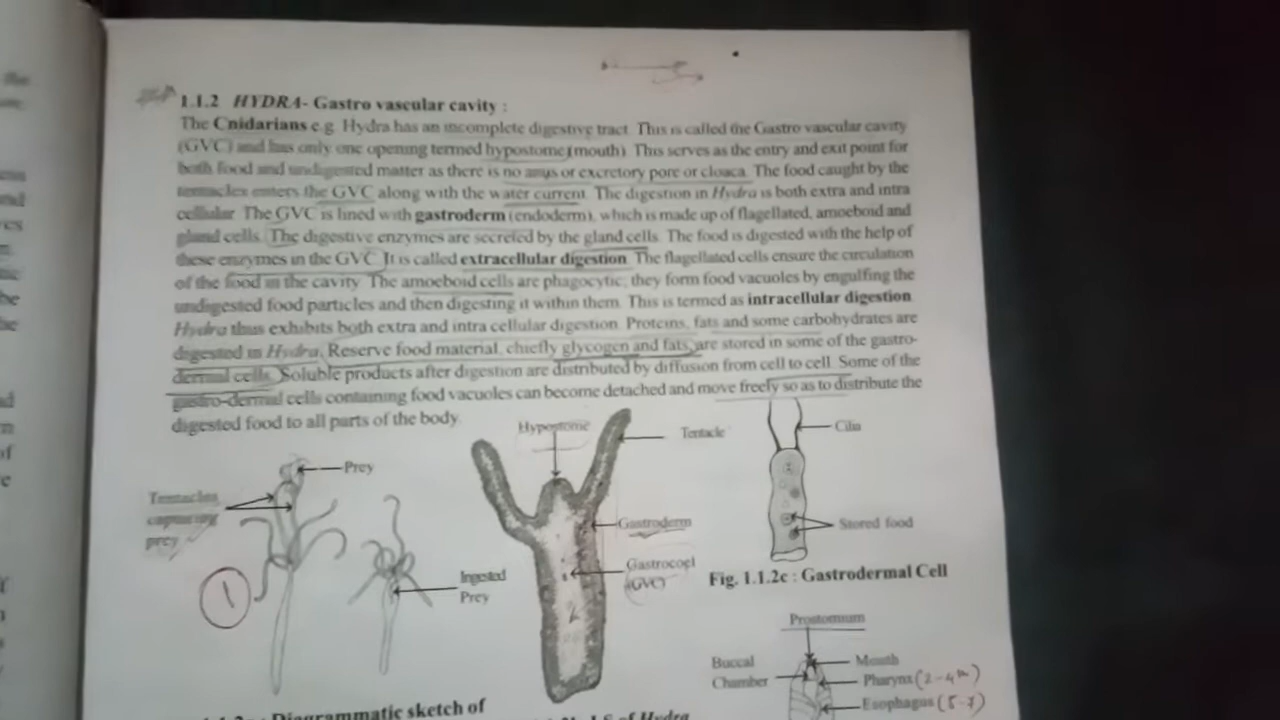 1.1.2 HYDRA- Gastro vascular cavity :
The Cnidarians e.g. Hydra has an incomplete digestive tract. This is called the Gastro vascular cavity
(GVC) and has only one opening termed hypostome (mouth). This serves as the entry and exit point for
both food and undigested matter as there is no anus or excretory pore or cloaca. The food caught by the
tentacles enters the GVC along with the water current. The digestion in Hydra is both extra and intra
cellular. The GVC is lined with gastroderm (endoderm), which is made up of flagellated, amoeboid and
gland cells. The digestive enzymes are secreted by the gland cells. The food is digested with the help of
these enzymes in the GVC. It is called extracellular digestion. The flagellated cells ensure the circulation
of the food in the cavity. The amoeboid cells are phagocytic, they form food vacuoles by engulfing the
undigested food particles and then digesting it within them. This is termed as intracellular digestion.
Hydra thus exhibits both extra and intra cellular digestion. Proteins, fats and some carbohydrates are
digested in Hydra. Reserve food material, chiefly glycogen and fats, are stored in some of the gastro-
dermal cells. Soluble products after digestion are distributed by diffusion from cell to cell. Some of the
gastro-dermal cells containing food vacuoles can become detached and move freely so as to distribute the
digested food to all parts of the body.
Hypostome
Tentacle
Cilia
Prey
Tentacles
capturing
prey
Gastroderm
Stored food
Gastrocoel
(GVC)
Ingested
Prey
1
Fig. 1.1.2c : Gastrodermal Cell
Prostomium
Buccal
Chamber
Mouth
Pharynx (2-4th)
Esophagus (5-7)
Diagrammatic sketch of
of Hydra